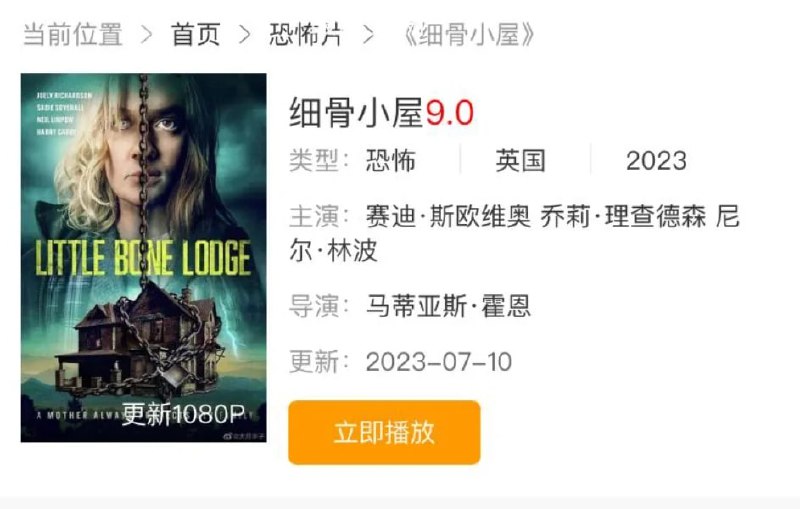 当前位置 > 首页 > 恐怖片 > 《细骨小屋》
JOELY RICHARDSON
SADIE SOVERALL
NEIL LINPOW
HARRY CADBY
LITTLE BONE LODGE
A MOTHER ALWAYS
更新1080P
细骨小屋9.0
类型: 恐怖 英国 2023
主演: 赛迪·斯欧维奥 乔莉·理查德森 尼
尔·林波
导演: 马蒂亚斯·霍恩
更新: 2023-07-10
立即播放